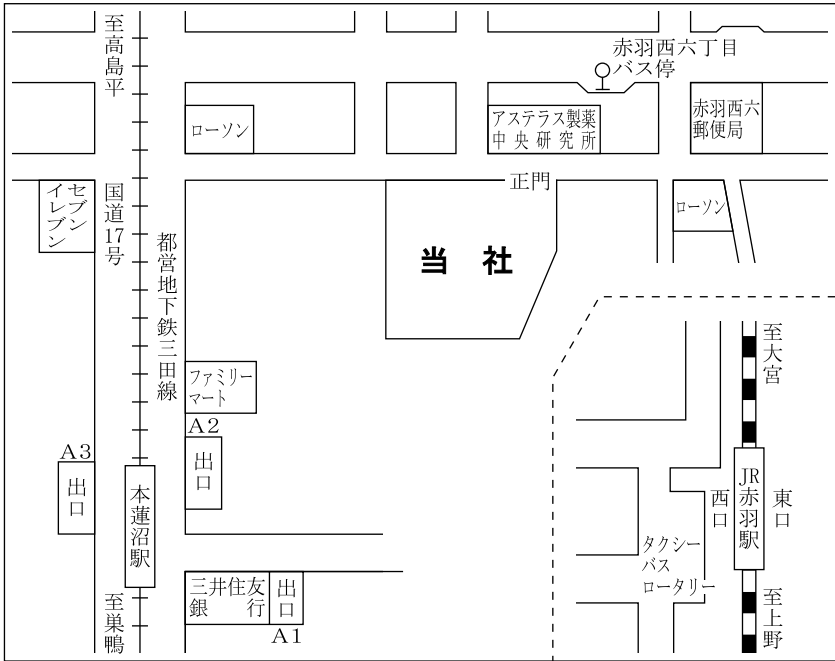 至高島平
赤羽西六丁目
バス停
ローソン
アステラス製薬
中央研究所
赤羽西六
郵便局
セブン
イレブン
国道17号
正門
ローソン
都営地下鉄三田線
当 社
至大宮
ファミリー
マート
A2
出口
A3
出口
本蓮沼駅
JR赤羽駅
西口
東口
タクシー
バス
ロータリー
三井住友
銀行
出口
A1
至巣鴨
至上野